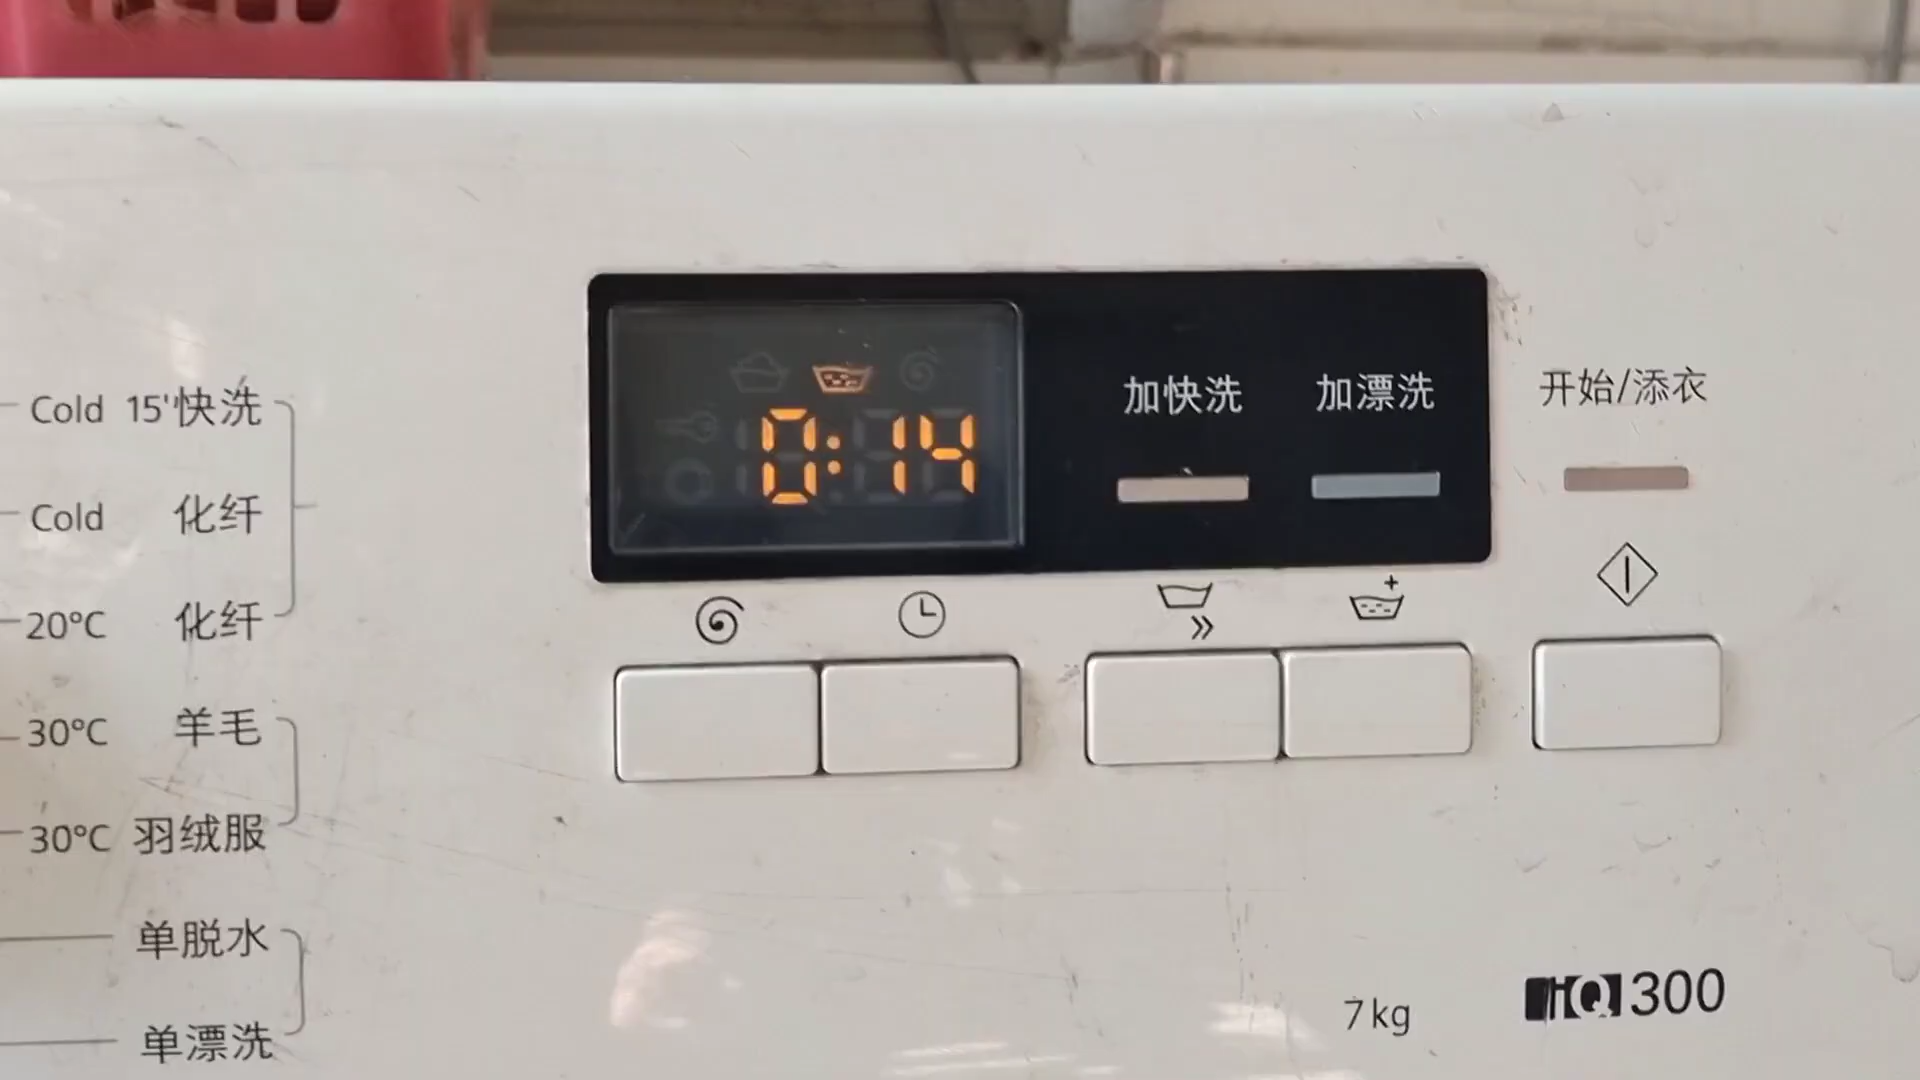 0:14
加快洗 加漂洗 开始/添衣
Cold 15'快洗
Cold 化纤
20°C 化纤
30°C 羊毛
30°C 羽绒服
单脱水
单漂洗
7kg
iQ300